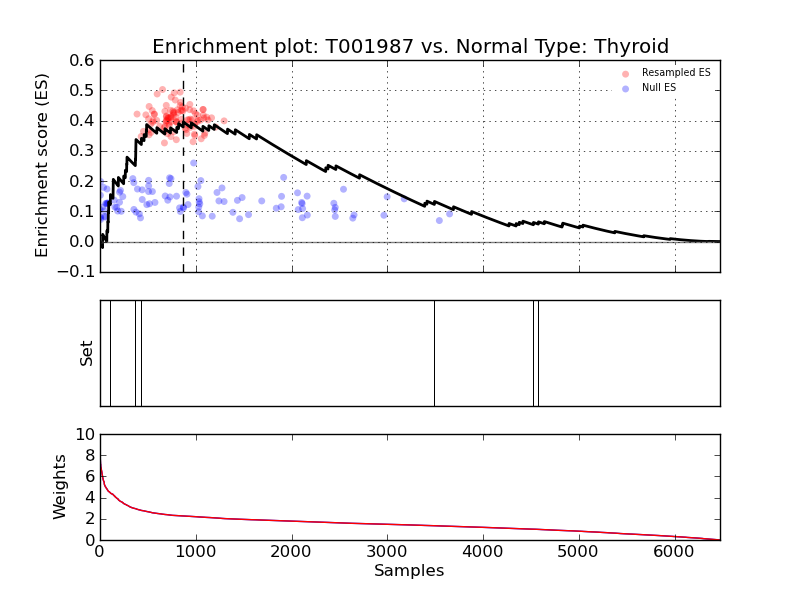 Enrichment plot: T001987 vs. Normal Type: Thyroid
Enrichment score (ES)
0.6
0.5
0.4
0.3
0.2
0.1
0.0
−0.1
Resampled ES
Null ES
Set
Weights
10
8
6
4
2
0
0 1000 2000 3000 4000 5000 6000
Samples